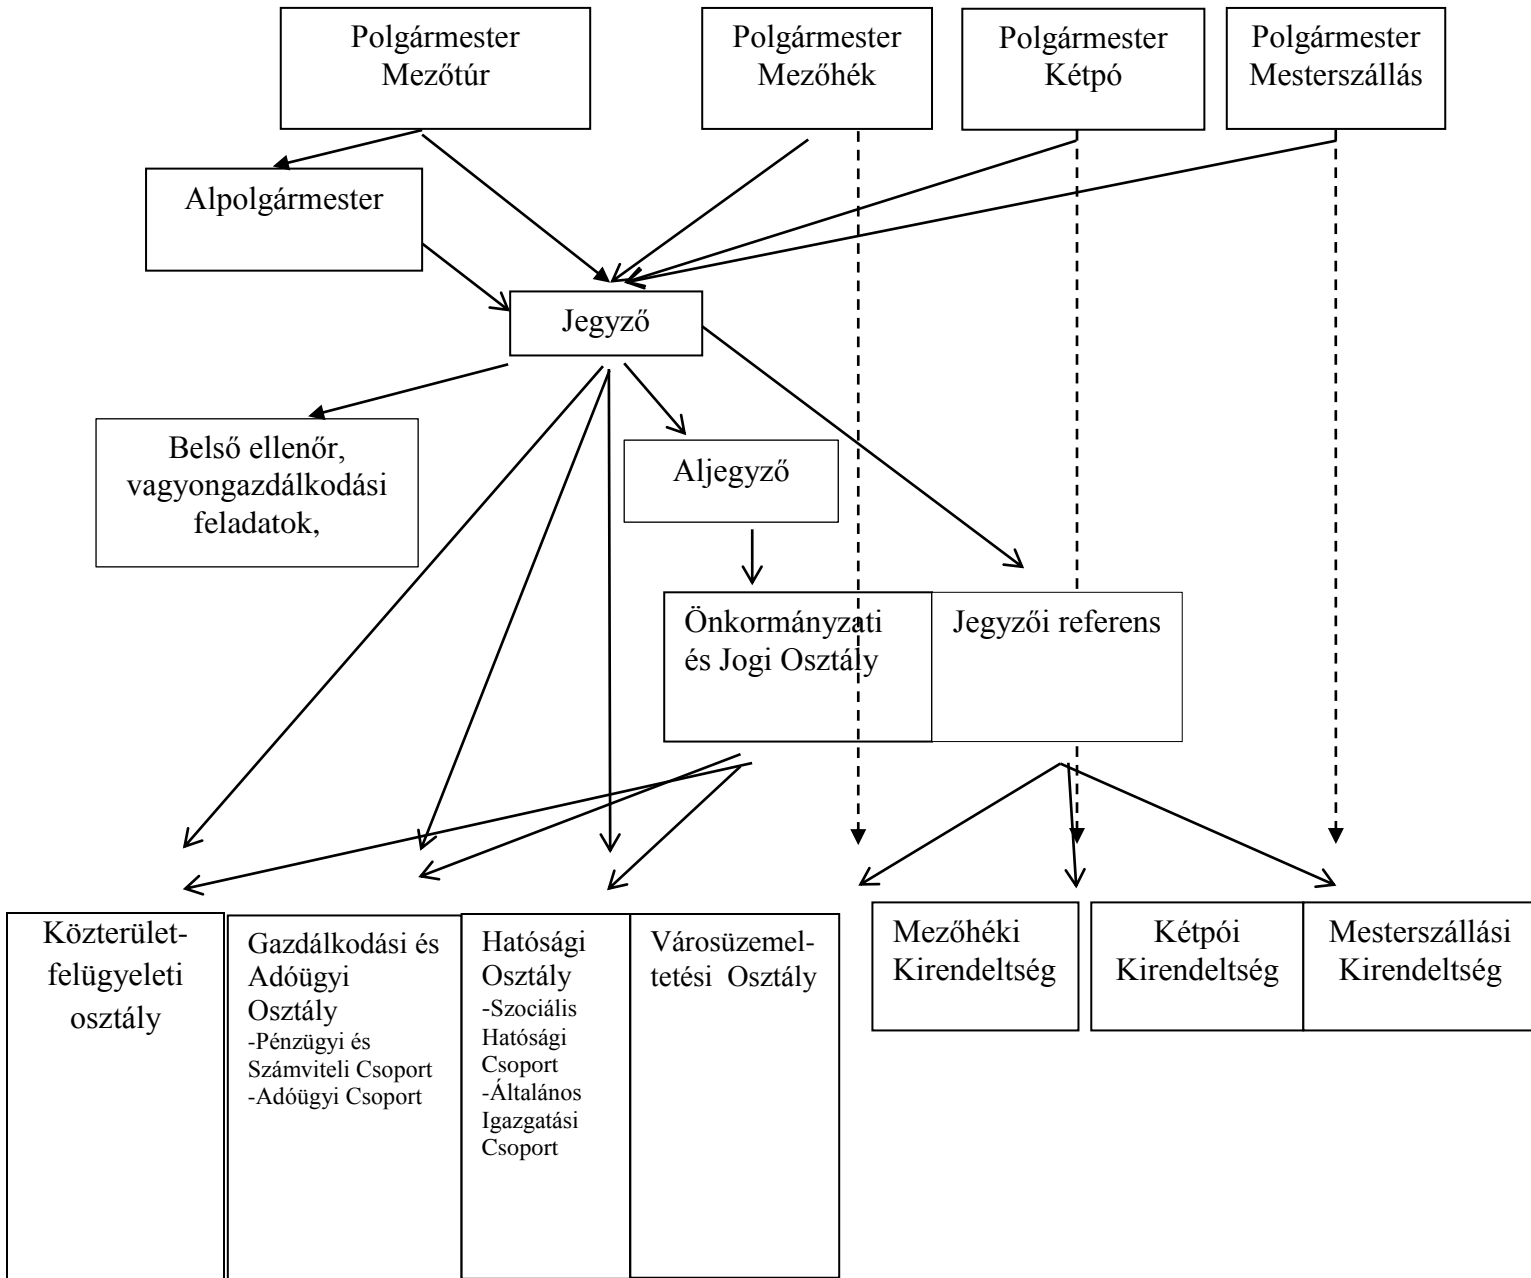 Polgármester
Mezőtúr
Polgármester
Mezőhék
Polgármester
Kétpó
Polgármester
Mesterszállás
Alpolgármester
Jegyző
Belső ellenőr,
vagyongazdálkodási
feladatok,
Aljegyző
Önkormányzati
és Jogi Osztály
Jegyzői referens
Közterület-
felügyeleti
osztály
Gazdálkodási és
Adóügyi
Osztály
-Pénzügyi és
Számviteli Csoport
-Adóügyi Csoport
Hatósági
Osztály
-Szociális
Hatósági
Csoport
-Általános
Igazgatási
Csoport
Városüzemel-
tetési  Osztály
Mezőhéki
Kirendeltség
Kétpói
Kirendeltség
Mesterszállási
Kirendeltség